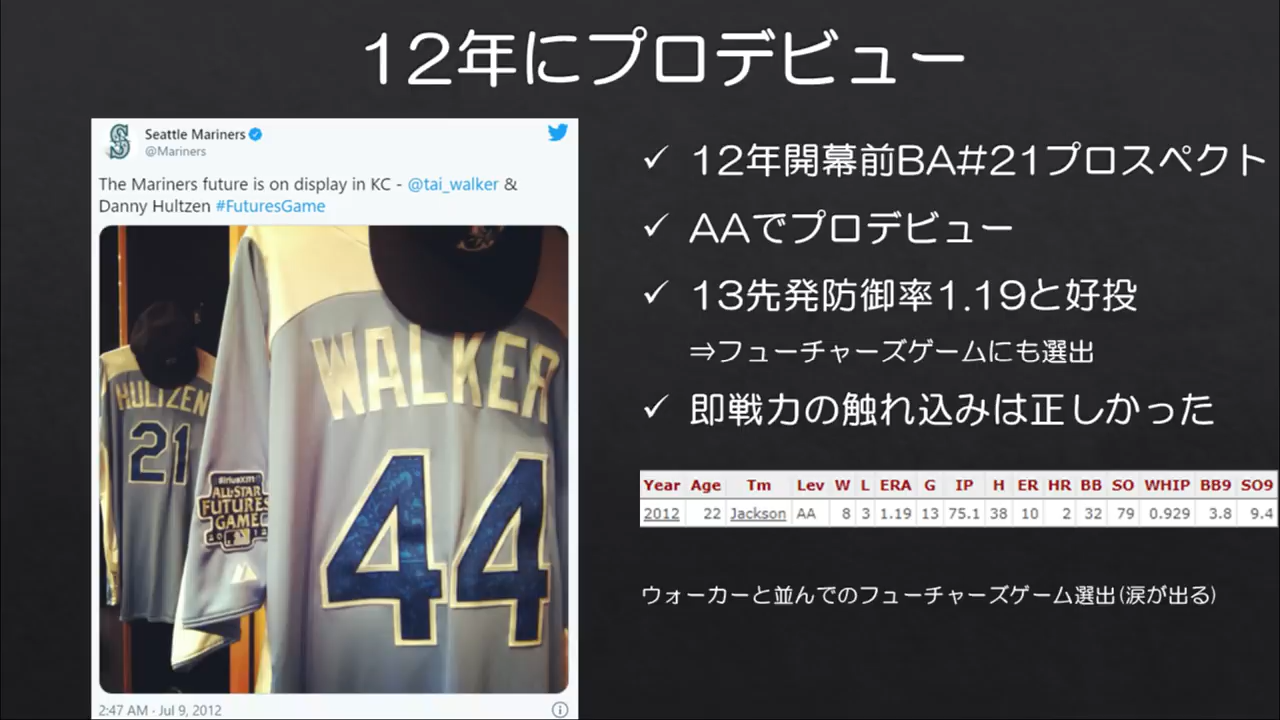 12年にプロデビュー
Seattle Mariners
@Mariners
The Mariners future is on display in KC - @tai_walker &
Danny Hultzen #FuturesGame
HULTZEN
21
WALKER
44
ALL★STAR
FUTURES
GAME
2:47 AM · Jul 9, 2012
✓ 12年開幕前BA#21プロスペクト
✓ AAでプロデビュー
✓ 13先発防御率1.19と好投
⇒フューチャーズゲームにも選出
✓ 即戦力の触れ込みは正しかった
Year Age Tm Lev W L ERA G IP H ER HR BB SO WHIP BB9 SO9
2012 22 Jackson AA 8 3 1.19 13 75.1 38 10 2 32 79 0.929 3.8 9.4
ウォーカーと並んでのフューチャーズゲーム選出(涙が出る)